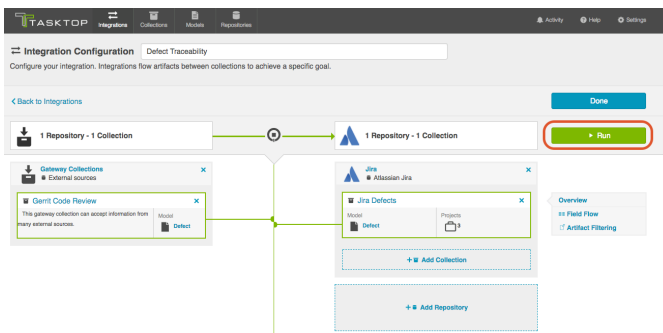 TASKTOP
Integrations
Collections
Models
Repositories
Activity
Help
Settings
Integration Configuration
Defect Traceability
Configure your integration. Integrations flow artifacts between collections to achieve a specific goal.
Back to Integrations
Done
1 Repository - 1 Collection
1 Repository - 1 Collection
Run
Gateway Collections
External sources
Gerrit Code Review
This gateway collection can accept information from
many external sources.
Model
Defect
Jira
Atlassian Jira
Jira Defects
Model
Defect
Projects
3
+ Add Collection
+ Add Repository
Overview
Field Flow
Artifact Filtering